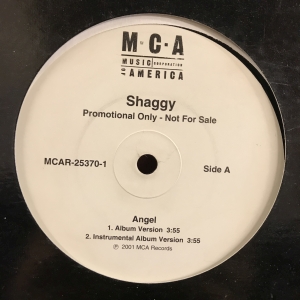 M·C·A
MUSIC CORPORATION
OF AMERICA
Shaggy
Promotional Only - Not For Sale
MCAR-25370-1 Side A
Angel
1. Album Version 3:55
2. Instrumental Album Version 3:55
℗ 2001 MCA Records